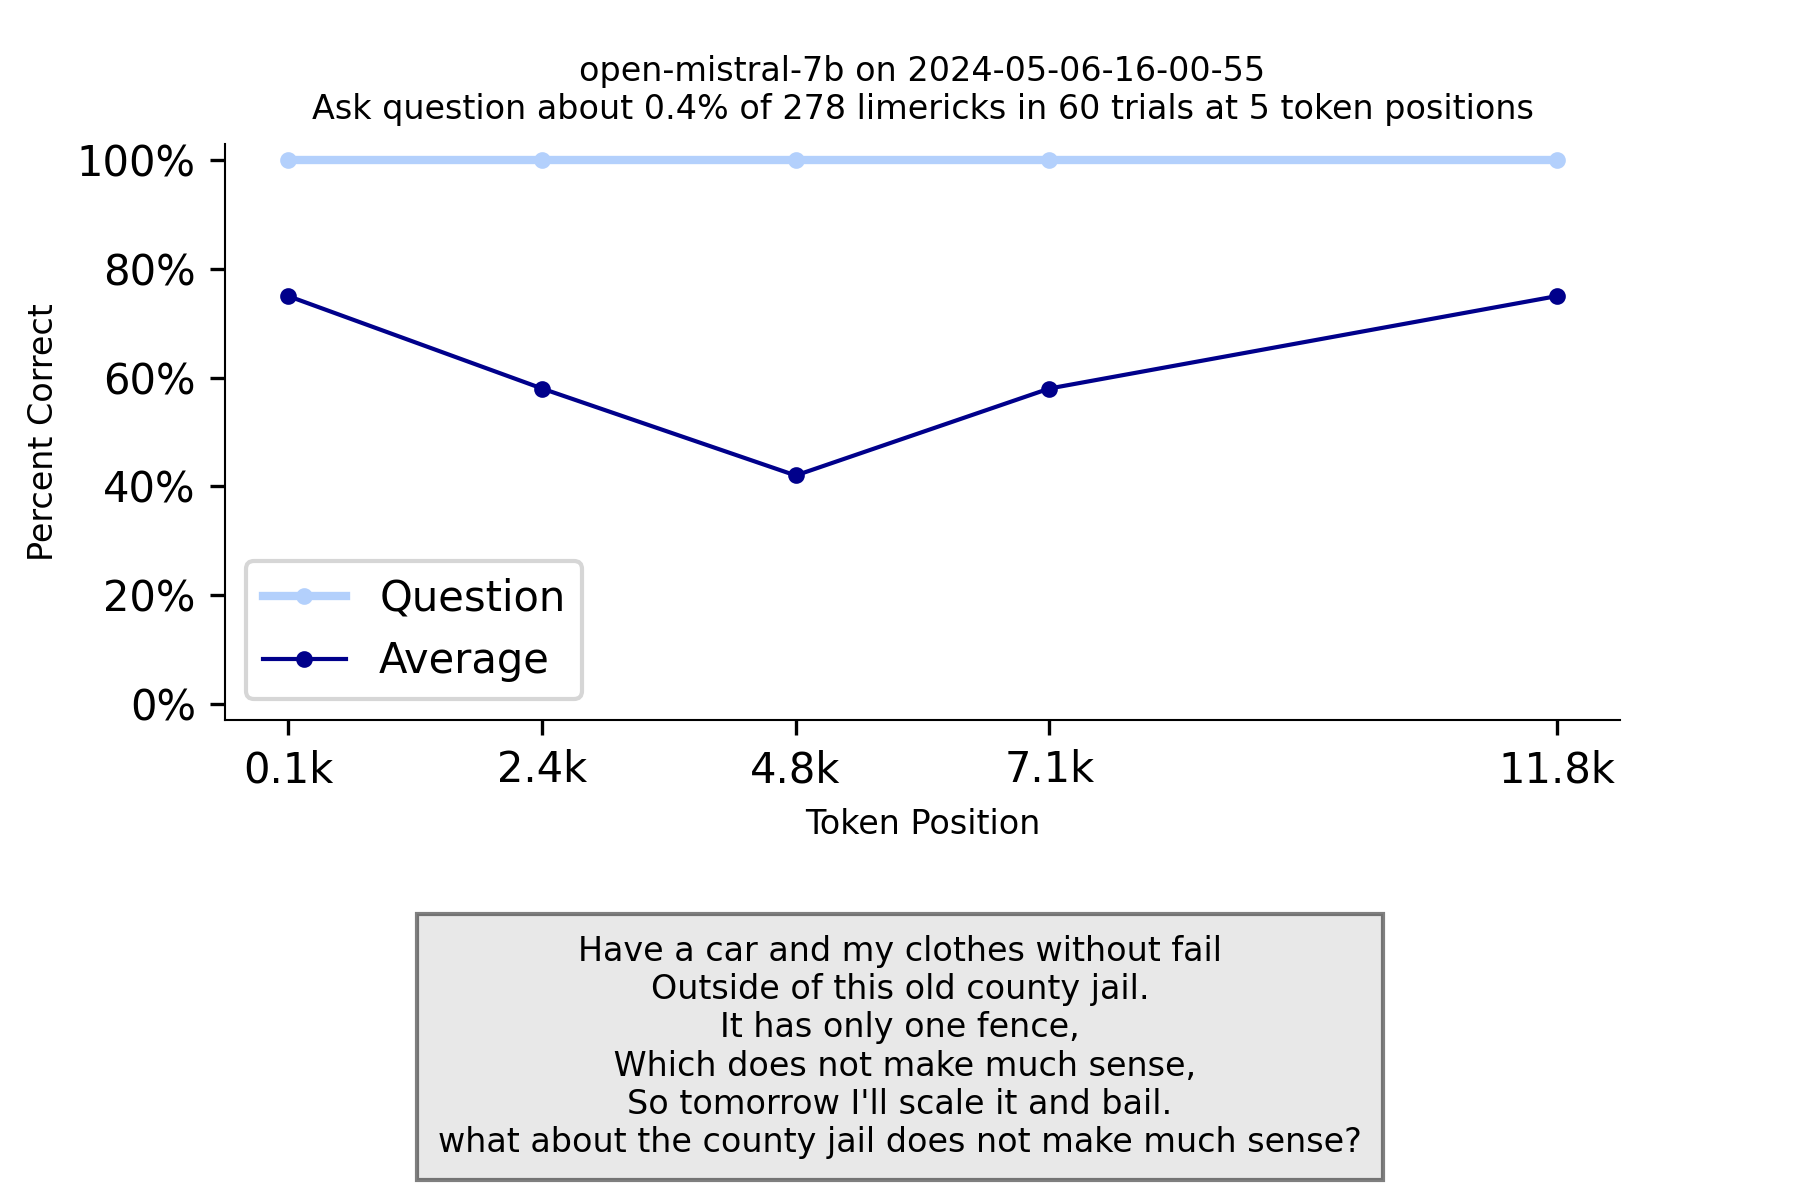 open-mistral-7b on 2024-05-06-16-00-55
Ask question about 0.4% of 278 limericks in 60 trials at 5 token positions
100%
80%
60%
40%
20%
0%
Percent Correct
Question
Average
0.1k 2.4k 4.8k 7.1k 11.8k
Token Position
Have a car and my clothes without fail
Outside of this old county jail.
It has only one fence,
Which does not make much sense,
So tomorrow I'll scale it and bail.
what about the county jail does not make much sense?